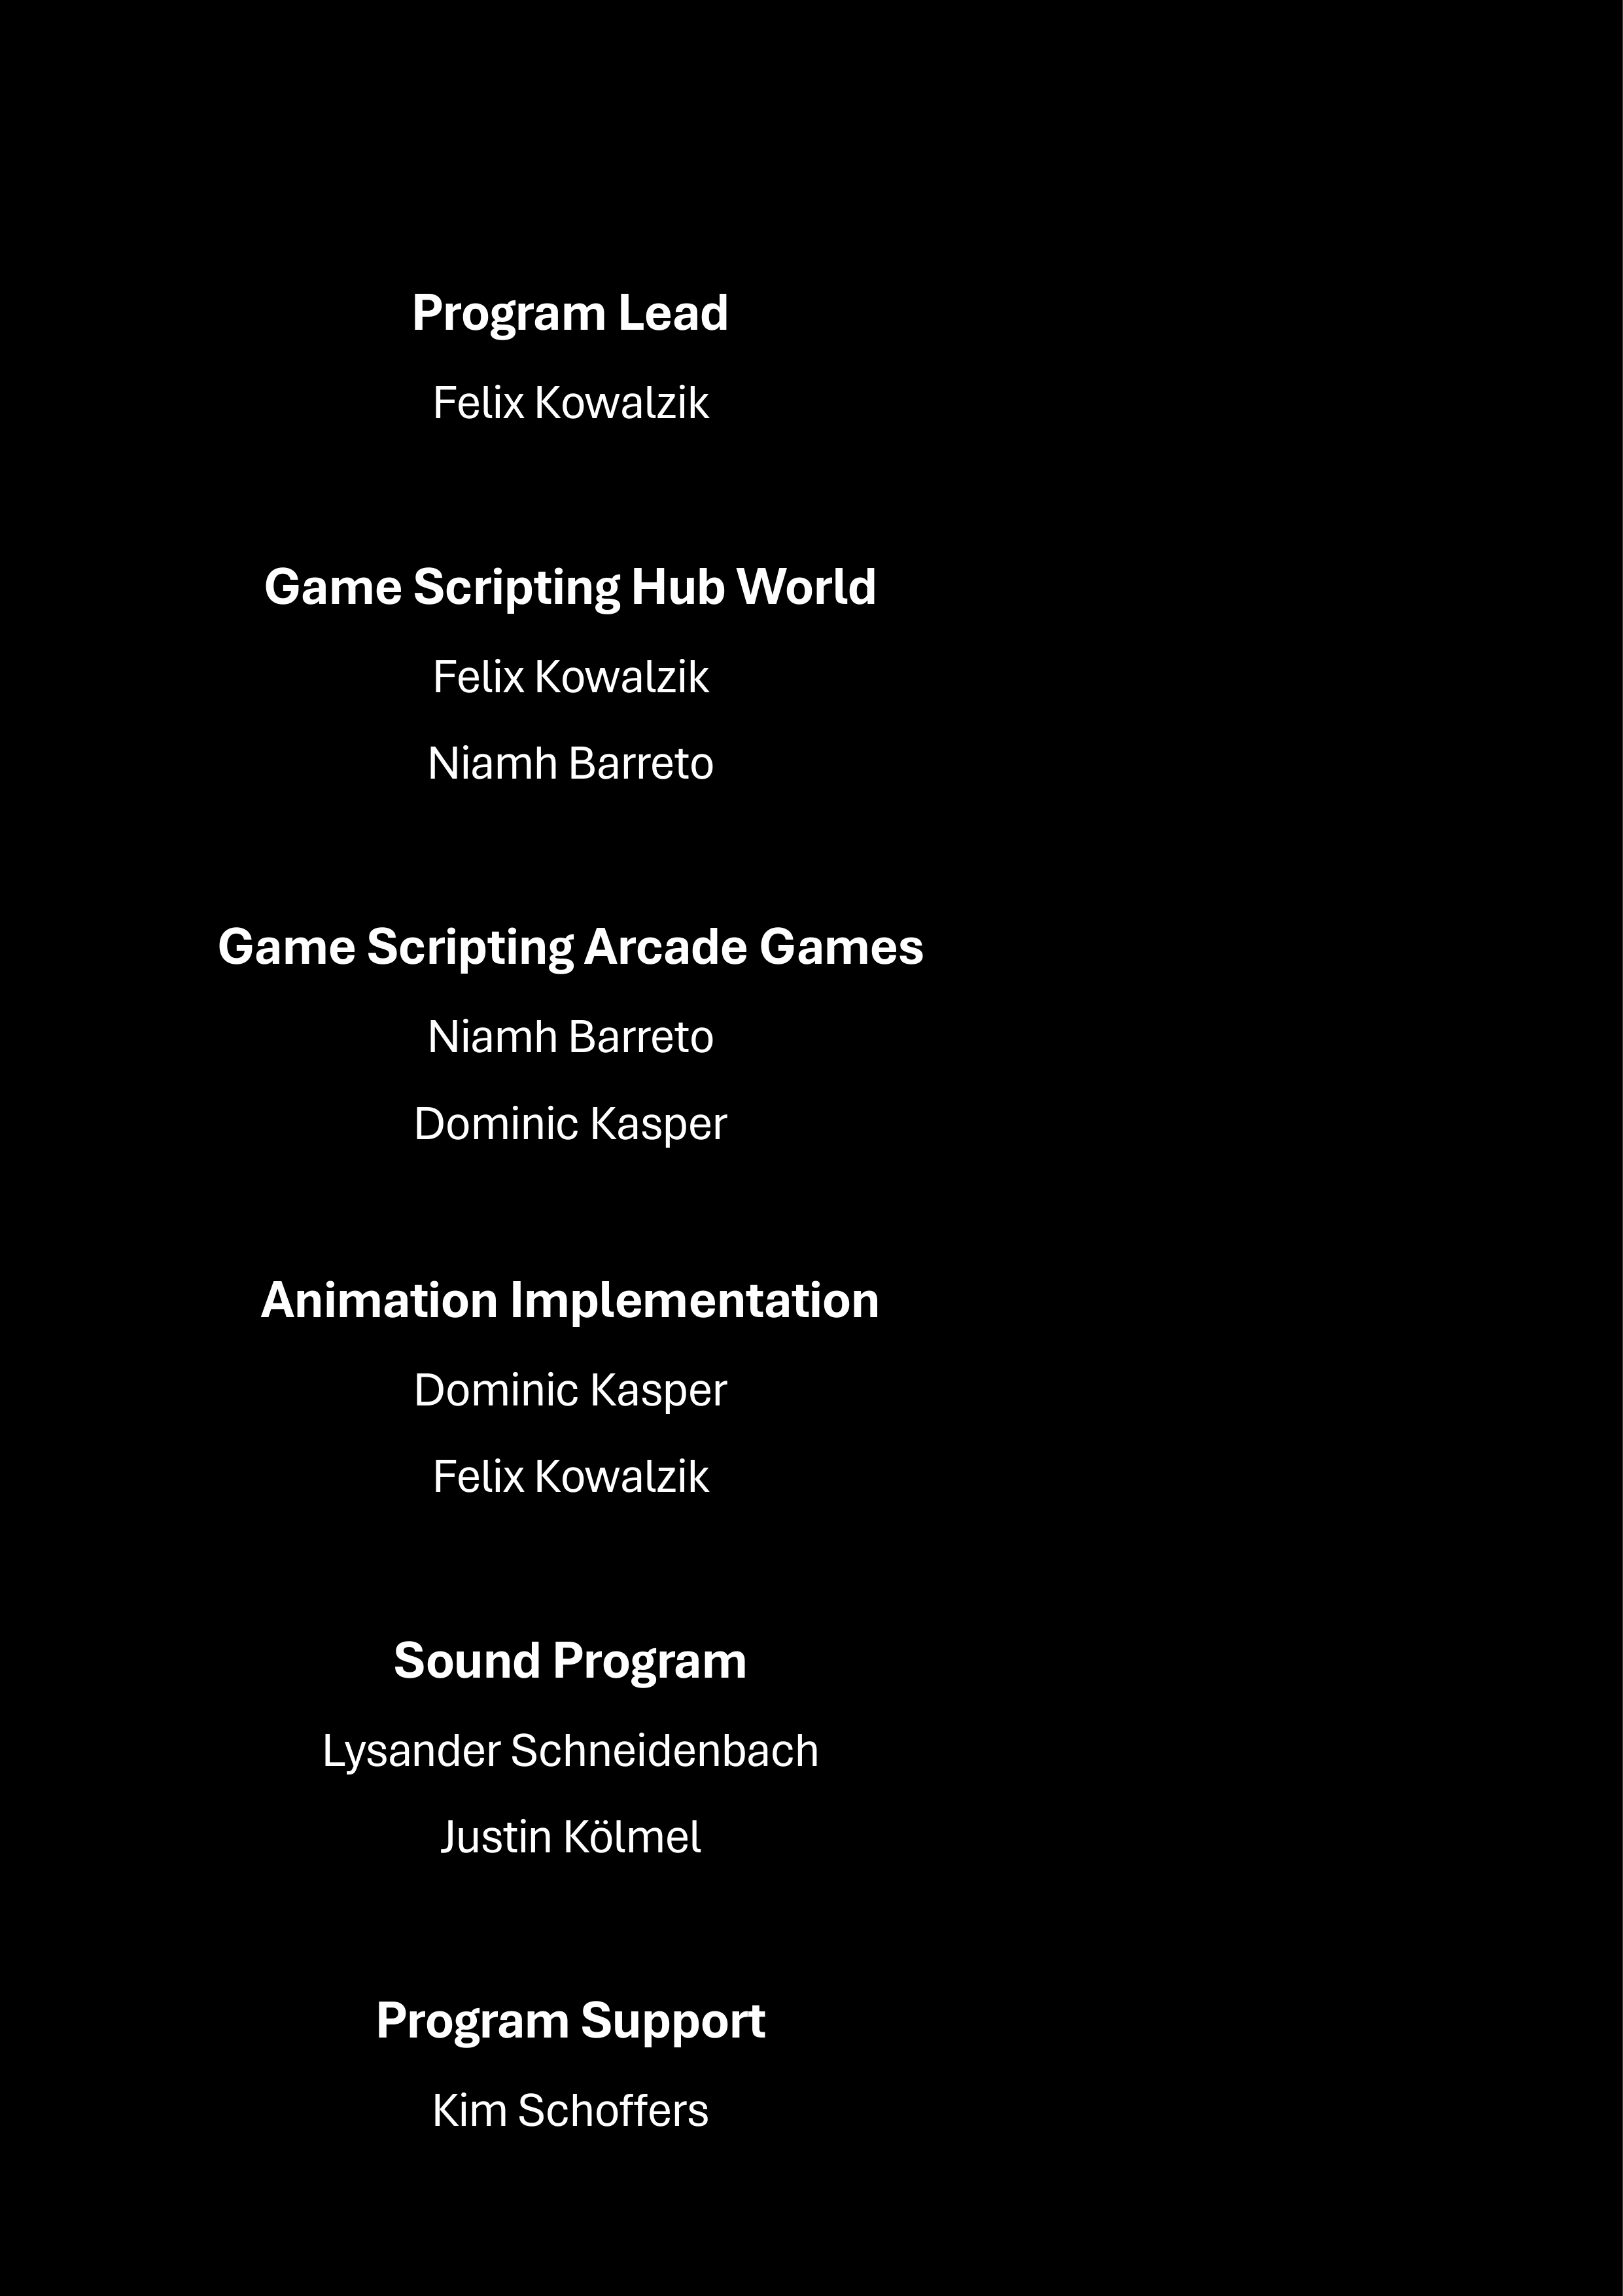 Program Lead
Felix Kowalzik
Game Scripting Hub World
Felix Kowalzik
Niamh Barreto
Game Scripting Arcade Games
Niamh Barreto
Dominic Kasper
Animation Implementation
Dominic Kasper
Felix Kowalzik
Sound Program
Lysander Schneidenbach
Justin Kölmel
Program Support
Kim Schoffers